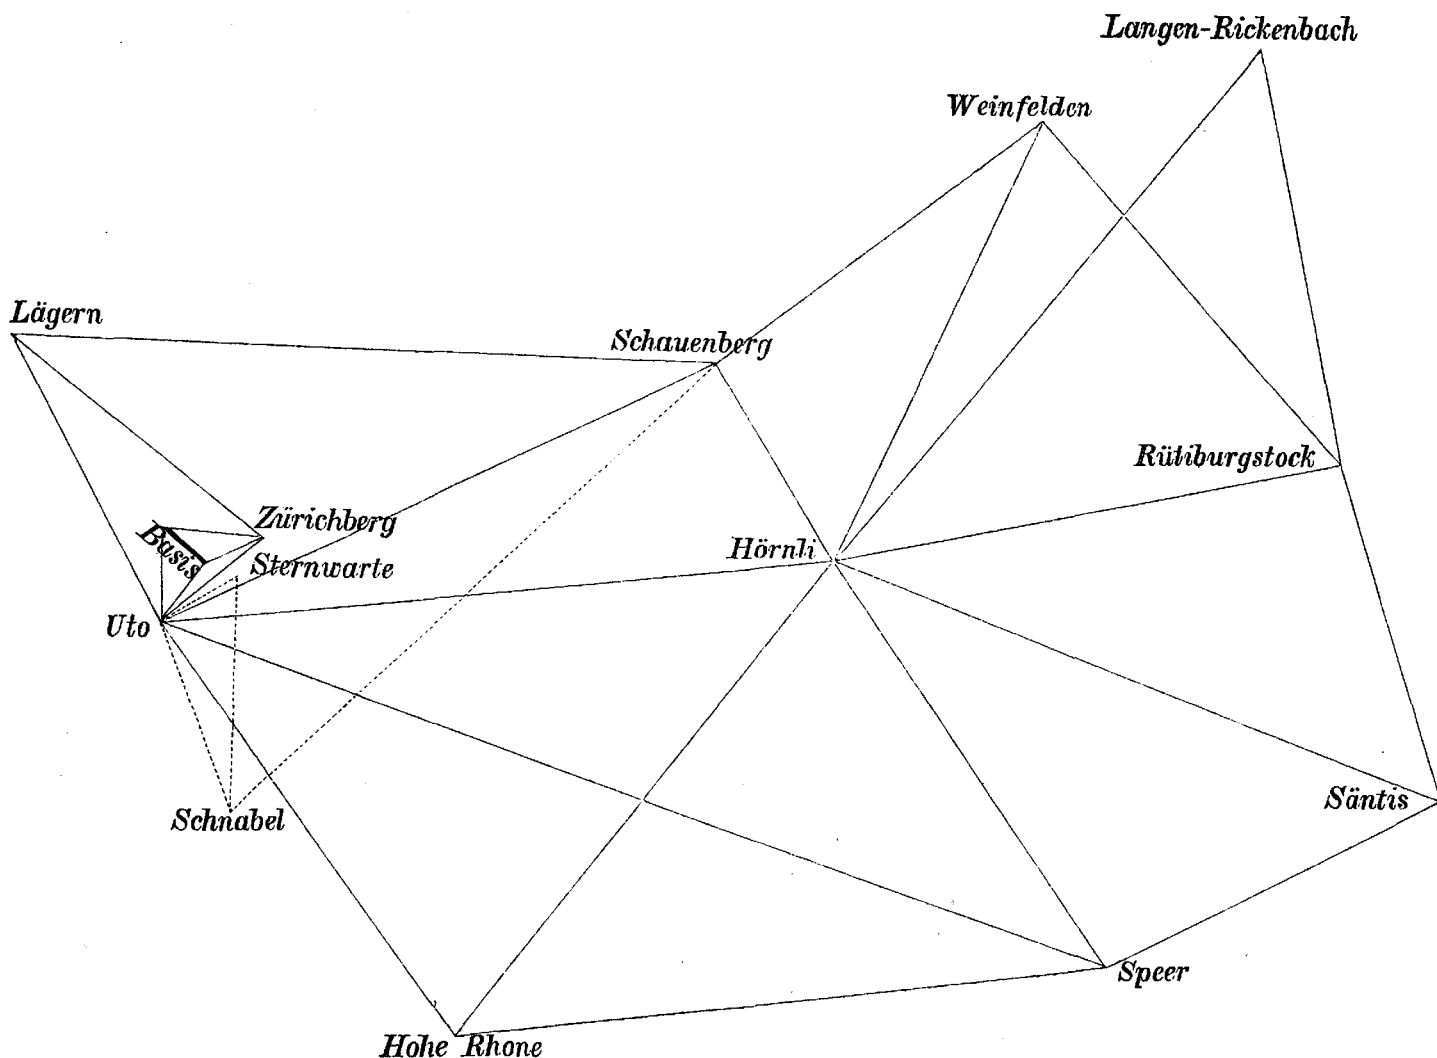 Langen-Rickenbach
Weinfelden
Lägern
Schauenberg
Rütiburgstock
Zürichberg
Basis
Hörnli
Sternwarte
Uto
Säntis
Schnabel
Speer
Hohe Rhone